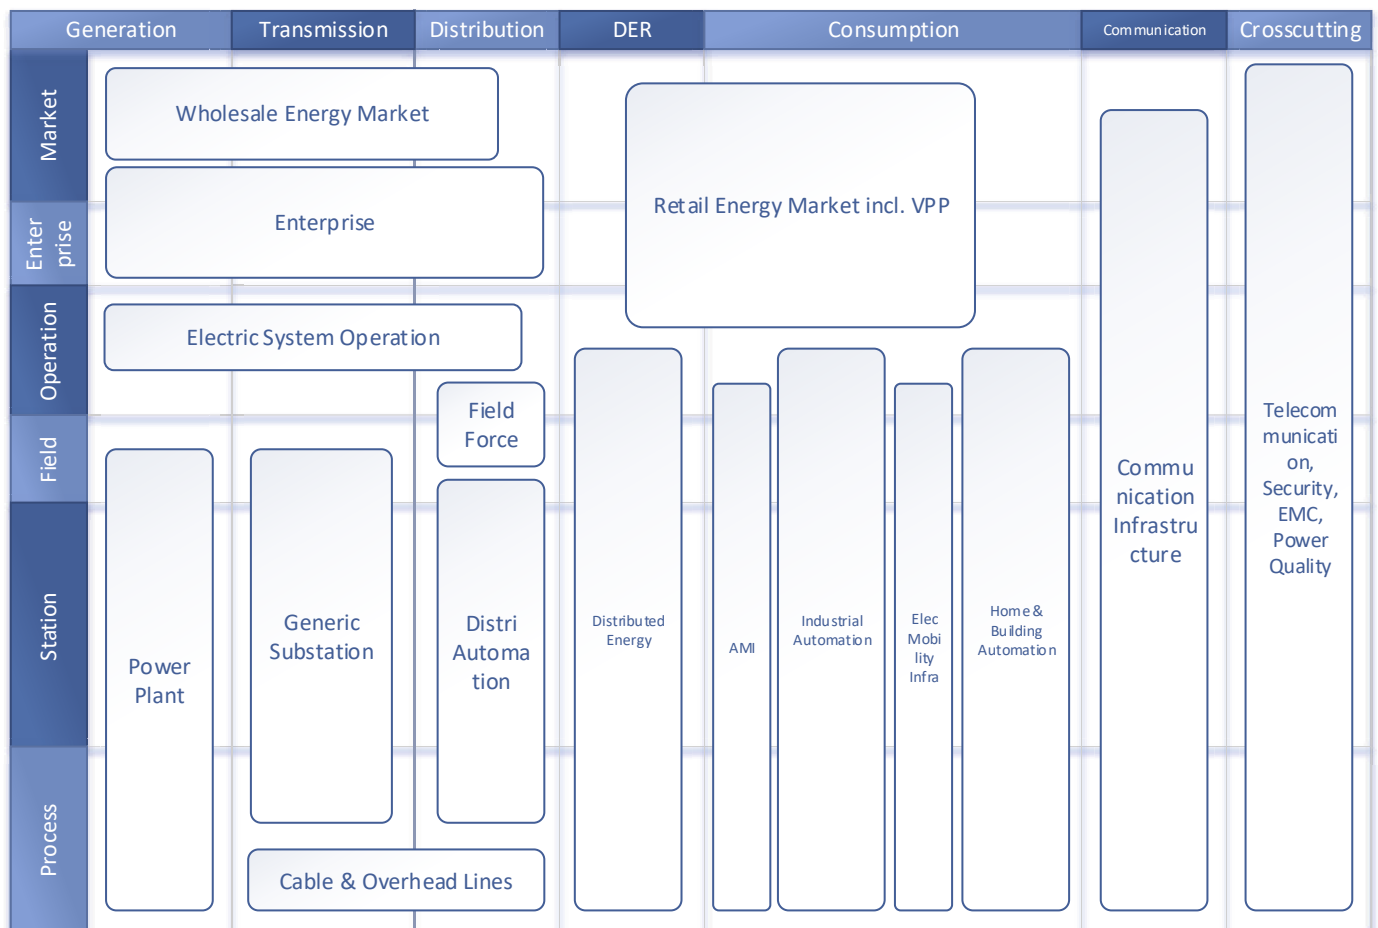 Generation
Transmission
Distribution
DER
Consumption
Communication
Crosscutting
Market
Enter
prise
Operation
Field
Station
Process
Wholesale Energy Market
Enterprise
Retail Energy Market incl. VPP
Electric System Operation
Field
Force
Power
Plant
Generic
Substation
Distri
Automa
tion
Cable & Overhead Lines
Distributed
Energy
AMI
Industrial
Automation
Elec
Mobi
lity
Infra
Home &
Building
Automation
Commu
nication
Infrastru
cture
Telecom
municati
on,
Security,
EMC,
Power
Quality